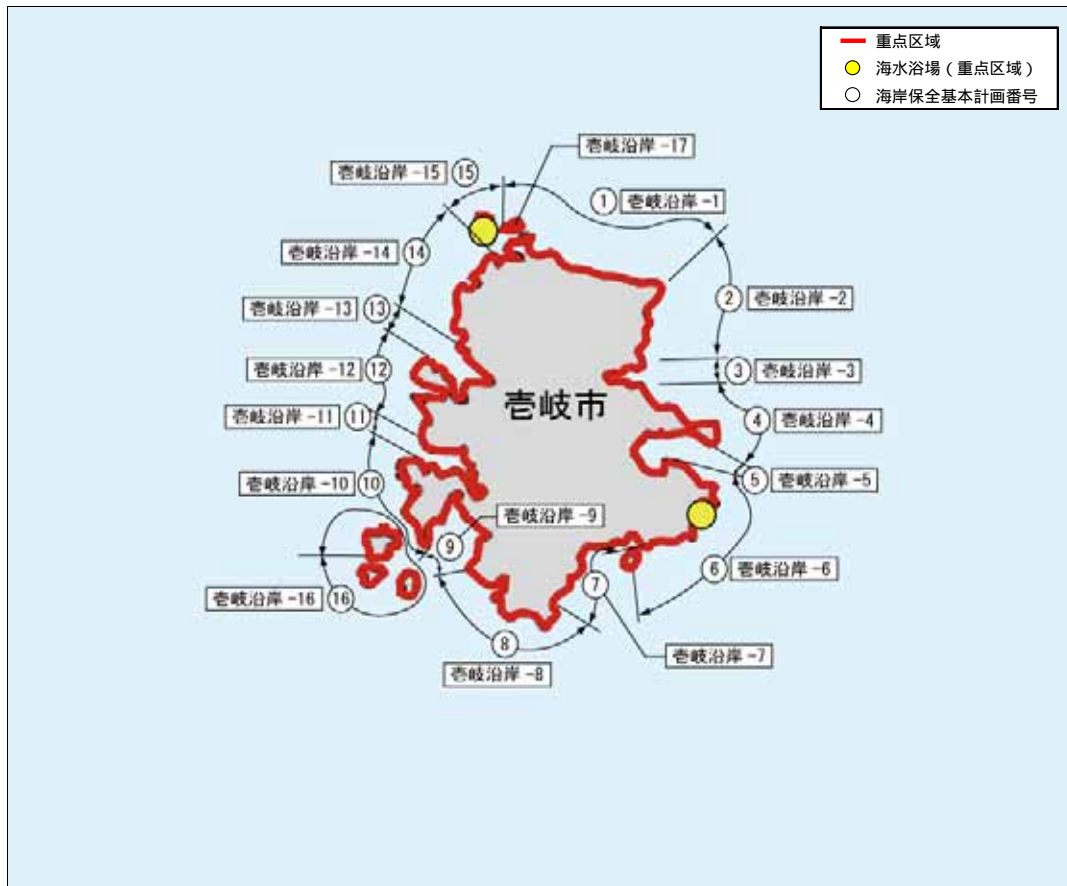 重点区域
海水浴場(重点区域)
海岸保全基本計画番号
壱岐沿岸 -17
壱岐沿岸 -15 15
1 壱岐沿岸 -1
壱岐沿岸 -14 14
2 壱岐沿岸 -2
壱岐沿岸 -13 13
壱岐沿岸 -12 12
3 壱岐沿岸 -3
壱岐市
壱岐沿岸 -11 11
4 壱岐沿岸 -4
壱岐沿岸 -10 10
5 壱岐沿岸 -5
9 壱岐沿岸 -9
6 壱岐沿岸 -6
7
壱岐沿岸 -16 16
8
壱岐沿岸 -7
壱岐沿岸 -8